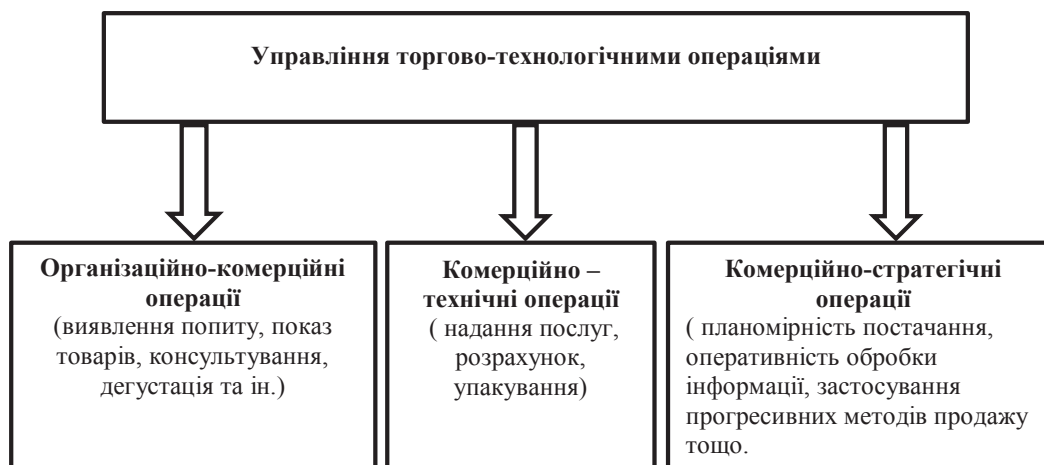 Управління торгово-технологічними операціями
Організаційно-комерційні
операції
(виявлення попиту, показ
товарів, консультування,
дегустація та ін.)
Комерційно –
технічні операції
( надання послуг,
розрахунок,
упакування)
Комерційно-стратегічні
операції
( планомірність постачання,
оперативність обробки
інформації, застосування
прогресивних методів продажу
тощо.